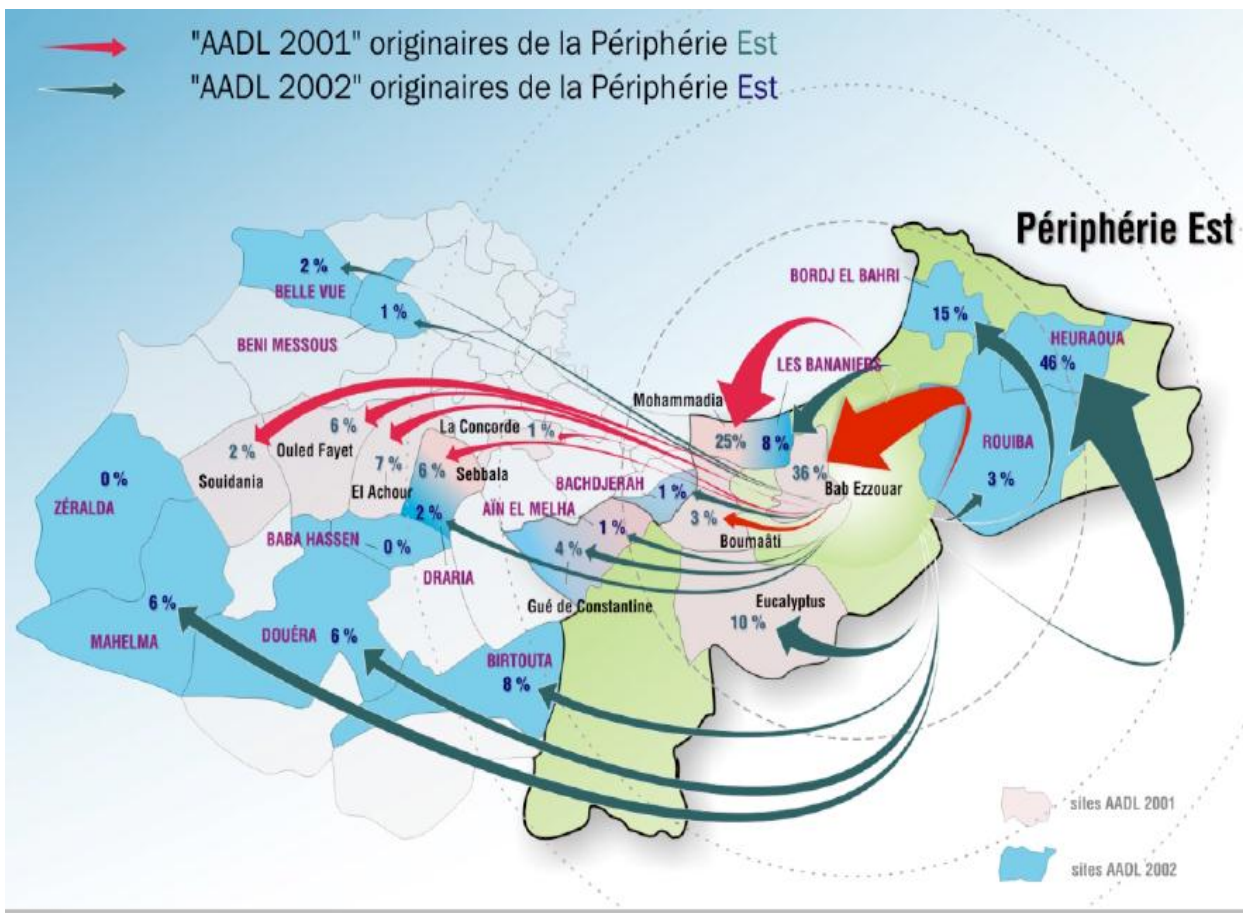 "AADL 2001" originaires de la Périphérie Est
"AADL 2002" originaires de la Périphérie Est
Périphérie Est
2 %
BELLE VUE
1 %
BENI MESSOUS
BORDJ EL BAHRI
15 %
HEURAOUA
46 %
LES BANANIERS
Mohammadia
25%
8 %
36 %
Bab Ezzouar
ROUIBA
3 %
6 %
Ouled Fayet
2 %
Souidania
La Concorde
1 %
7 %
El Achour
6 %
Sebbala
BACHDJERAH
1 %
3 %
Boumaâti
0 %
ZÉRALDA
2 %
AÏN EL MELHA
1 %
BABA HASSEN
0 %
DRARIA
4 %
Gué de Constantine
Eucalyptus
10 %
6 %
MAHELMA
DOUÉRA
6 %
BIRTOUTA
8 %
sites AADL 2001
sites AADL 2002